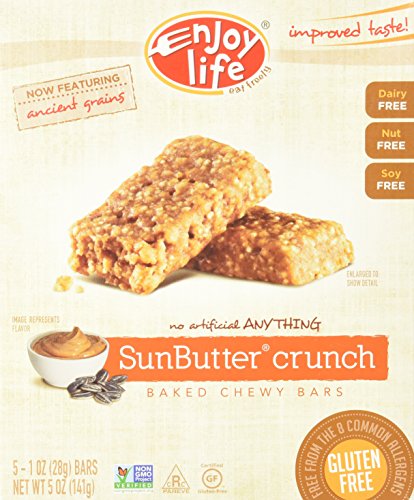 enjoy
life®
eat freely
improved taste!
NOW FEATURING
ancient grains
Dairy
FREE
Nut
FREE
Soy
FREE
ENLARGED TO
SHOW DETAIL
IMAGE REPRESENTS
FLAVOR
no artificial ANYTHING
SunButter® crunch
BAKED CHEWY BARS
5 - 1 OZ (28g) BARS
NET WT 5 OZ (141g)
NON
GMO
Project
VERIFIED
CRC
PAREVE
Certified
GF
Gluten-Free
FREE FROM THE 8 COMMON ALLERGENS
GLUTEN
FREE